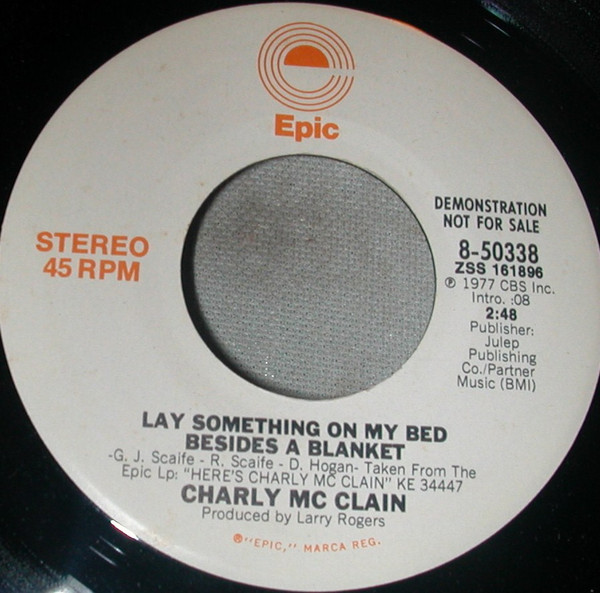 Epic
STEREO
45 RPM
DEMONSTRATION
NOT FOR SALE
8-50338
ZSS 161896
℗ 1977 CBS Inc.
Intro. :08
2:48
Publisher:
Julep
Publishing
Co./Partner
Music (BMI)
LAY SOMETHING ON MY BED
BESIDES A BLANKET
-G. J. Scaife - R. Scaife - D. Hogan- Taken From The
Epic Lp: "HERE'S CHARLY MC CLAIN" KE 34447
CHARLY MC CLAIN
Produced by Larry Rogers
®"EPIC," MARCA REG.